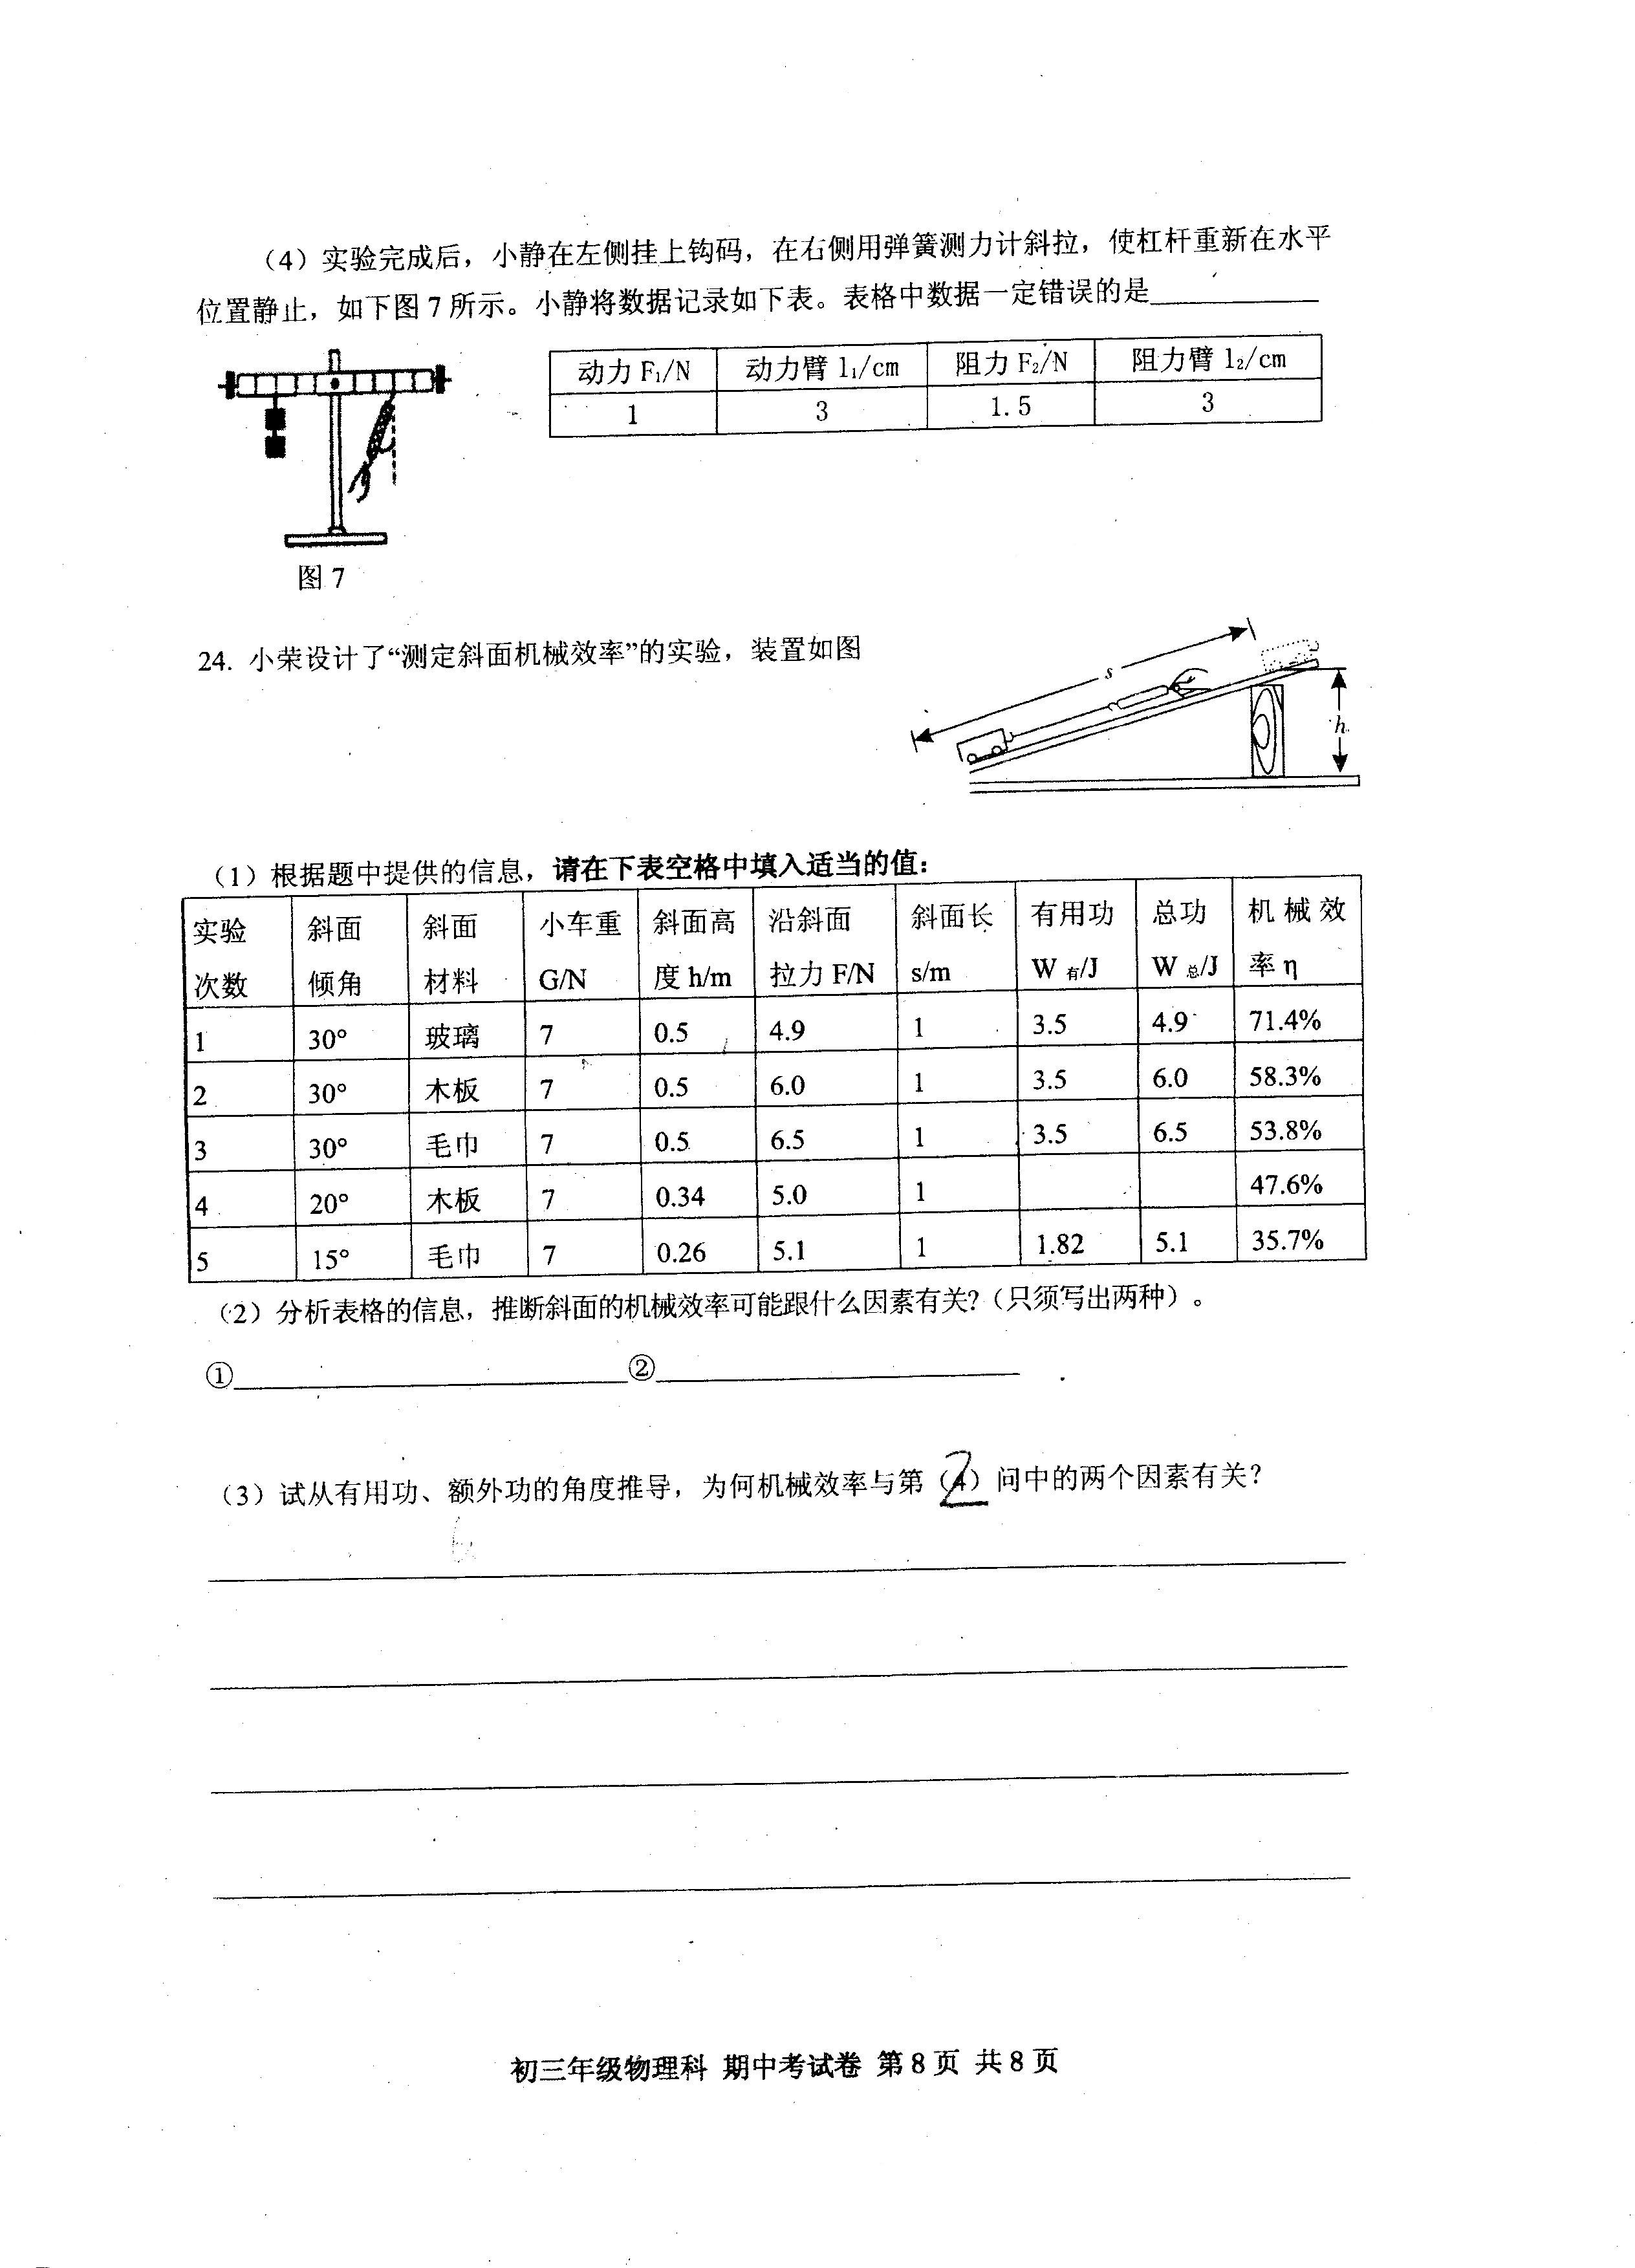 （4）实验完成后，小静在左侧挂上钩码，在右侧用弹簧测力计斜拉，使杠杆重新在水平
位置静止，如下图7所示。小静将数据记录如下表。表格中数据一定错误的是
动力 F₁/N 动力臂 l₁/cm 阻力 F₂/N 阻力臂 l₂/cm
1 3 1.5 3
图 7
24. 小荣设计了“测定斜面机械效率”的实验，装置如图
s
h
（1）根据题中提供的信息，请在下表空格中填入适当的值：
实验次数 斜面倾角 斜面材料 小车重G/N 斜面高度 h/m 沿斜面拉力 F/N 斜面长s/m 有用功W有/J 总功W总/J 机械效率η
1 30° 玻璃 7 0.5 4.9 1 3.5 4.9 71.4%
2 30° 木板 7 0.5 6.0 1 3.5 6.0 58.3%
3 30° 毛巾 7 0.5 6.5 1 3.5 6.5 53.8%
4 20° 木板 7 0.34 5.0 1 47.6%
5 15° 毛巾 7 0.26 5.1 1 1.82 5.1 35.7%
（2）分析表格的信息，推断斜面的机械效率可能跟什么因素有关?（只须写出两种）。
① ②
（3）试从有用功、额外功的角度推导，为何机械效率与第（2）问中的两个因素有关？
初三年级物理科 期中考试卷 第 8 页 共 8 页